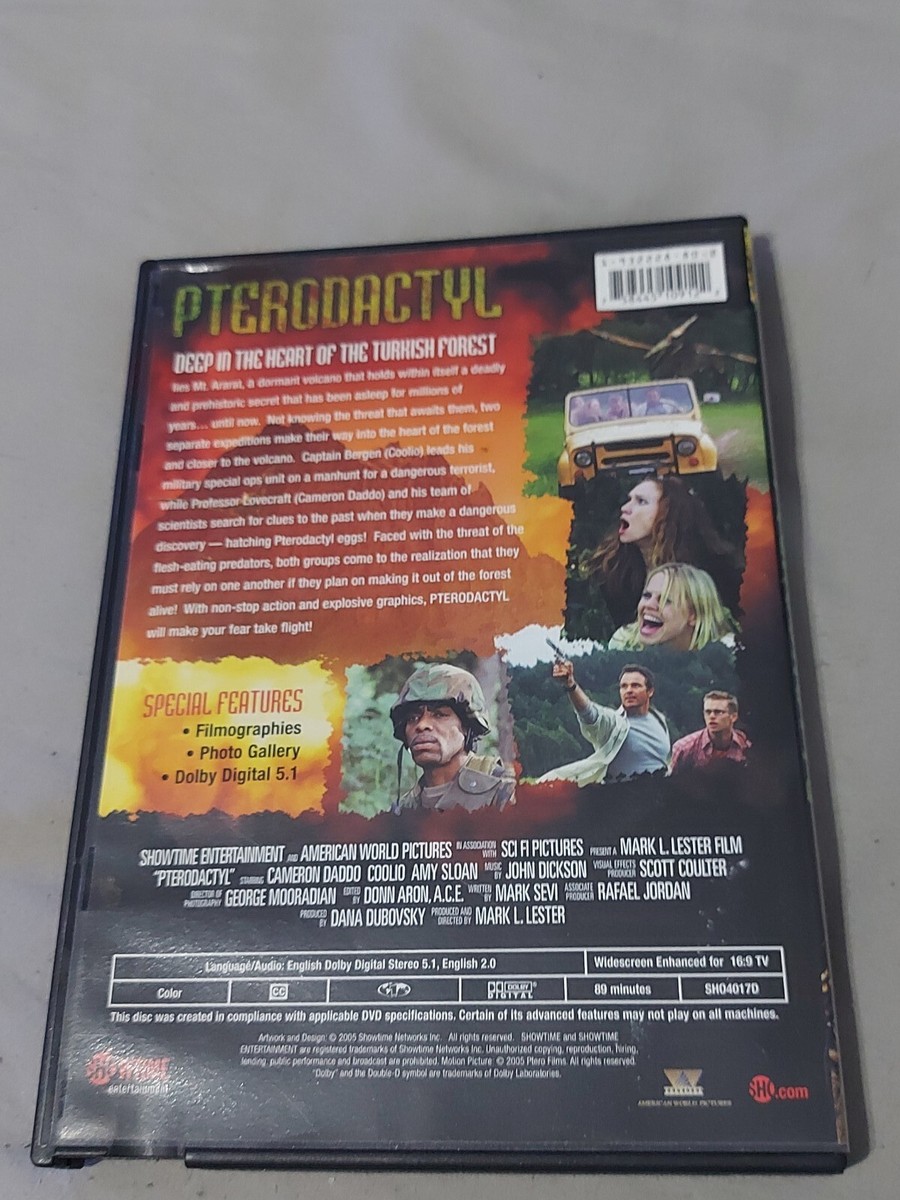 PTERODACTYL
DEEP IN THE HEART OF THE TURKISH FOREST
lies Mt. Ararat, a dormant volcano that holds within itself a deadly
and prehistoric secret that has been asleep for millions of
years... until now. Not knowing the threat that awaits them, two
separate expeditions make their way into the heart of the forest
and closer to the volcano. Captain Bergen (Coolio) leads his
military special ops unit on a manhunt for a dangerous terrorist,
while Professor Lovecraft (Cameron Daddo) and his team of
scientists search for clues to the past when they make a dangerous
discovery — hatching Pterodactyl eggs! Faced with the threat of the
flesh-eating predators, both groups come to the realization that they
must rely on one another if they plan on making it out of the forest
alive! With non-stop action and explosive graphics, PTERODACTYL
will make your fear take flight!
SPECIAL FEATURES
• Filmographies
• Photo Gallery
• Dolby Digital 5.1
SHOWTIME ENTERTAINMENT AND AMERICAN WORLD PICTURES IN ASSOCIATION WITH SCI FI PICTURES PRESENT A MARK L. LESTER FILM
"PTERODACTYL" STARRING CAMERON DADDO COOLIO AMY SLOAN MUSIC BY JOHN DICKSON VISUAL EFFECTS PRODUCER SCOTT COULTER
DIRECTOR OF PHOTOGRAPHY GEORGE MOORADIAN EDITED BY DONN ARON, A.C.E. WRITTEN BY MARK SEVI ASSOCIATE PRODUCER RAFAEL JORDAN
PRODUCED BY DANA DUBOVSKY PRODUCED AND DIRECTED BY MARK L. LESTER
Language/Audio: English Dolby Digital Stereo 5.1, English 2.0 Widescreen Enhanced for 16:9 TV
Color CC DOLBY DIGITAL 89 minutes SHO4017D
This disc was created in compliance with applicable DVD specifications. Certain of its advanced features may not play on all machines.
Artwork and Design: © 2005 Showtime Networks Inc. All rights reserved. SHOWTIME and SHOWTIME
ENTERTAINMENT are registered trademarks of Showtime Networks Inc. Unauthorized copying, reproduction, hiring,
lending, public performance and broadcast are prohibited. Motion Picture: © 2005 Ptero Films. All rights reserved.
"Dolby" and the Double-D symbol are trademarks of Dolby Laboratories.
SHOWTIME
entertainment
AMERICAN WORLD PICTURES
SHO.com